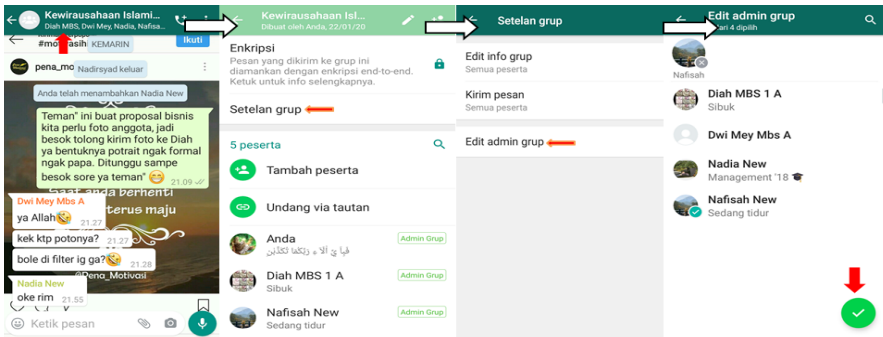 Kewirausahaan Islami...
Diah MBS, Dwi Mey, Nadia, Nafisa...
KEMARIN
Ikuti
pena_mo
Nadirsyad keluar
Anda telah menambahkan Nadia New
Teman" ini buat proposal bisnis
kita perlu foto anggota, jadi
besok tolong kirim foto ke Diah
ya bentuknya potrait ngak formal
ngak papa. Ditunggu sampe
besok sore ya teman" 😁
21.09
Saat anda berhenti
Dwi Mey Mbs A
ya Allah🤣
21.27
terus maju
kek ktp potonya?
21.27
bole di filter ig ga?🤣
21.28
@Pena_Motivasi
Nadia New
oke rim
21.55
Ketik pesan
Kewirausahaan Isl...
Dibuat oleh Anda, 22/01/20
Enkripsi
Pesan yang dikirim ke grup ini
diamankan dengan enkripsi end-to-end.
Ketuk untuk info selengkapnya.
Setelan grup
5 peserta
Tambah peserta
Undang via tautan
Anda
Admin Grup
Diah MBS 1 A
Admin Grup
Sibuk
Nafisah New
Admin Grup
Sedang tidur
Setelan grup
Edit info grup
Semua peserta
Kirim pesan
Semua peserta
Edit admin grup
Edit admin grup
dari 4 dipilih
Nafisah
Diah MBS 1 A
Sibuk
Dwi Mey Mbs A
Nadia New
Management '18 🎓
Nafisah New
Sedang tidur